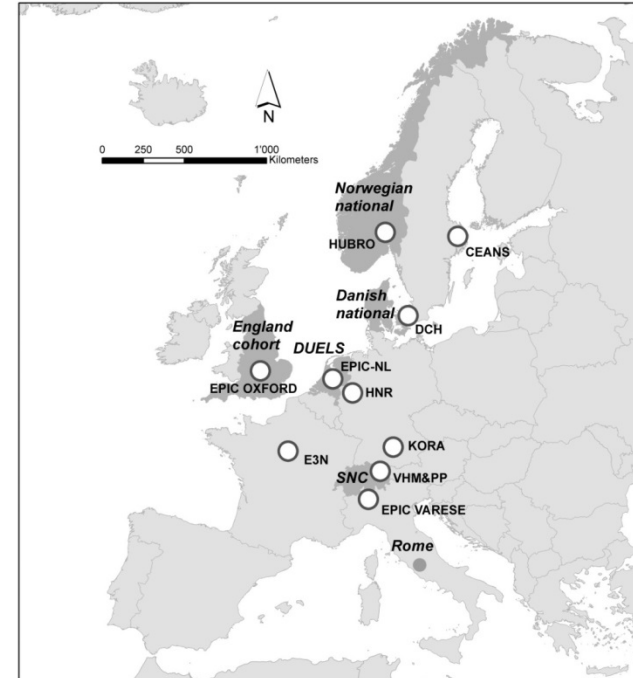 N
0 250 500 1'000
Kilometers
Norwegian
national
HUBRO
CEANS
Danish
national
DCH
England
cohort
DUELS
EPIC-NL
EPIC OXFORD
HNR
KORA
E3N
SNC
VHM&PP
EPIC VARESE
Rome